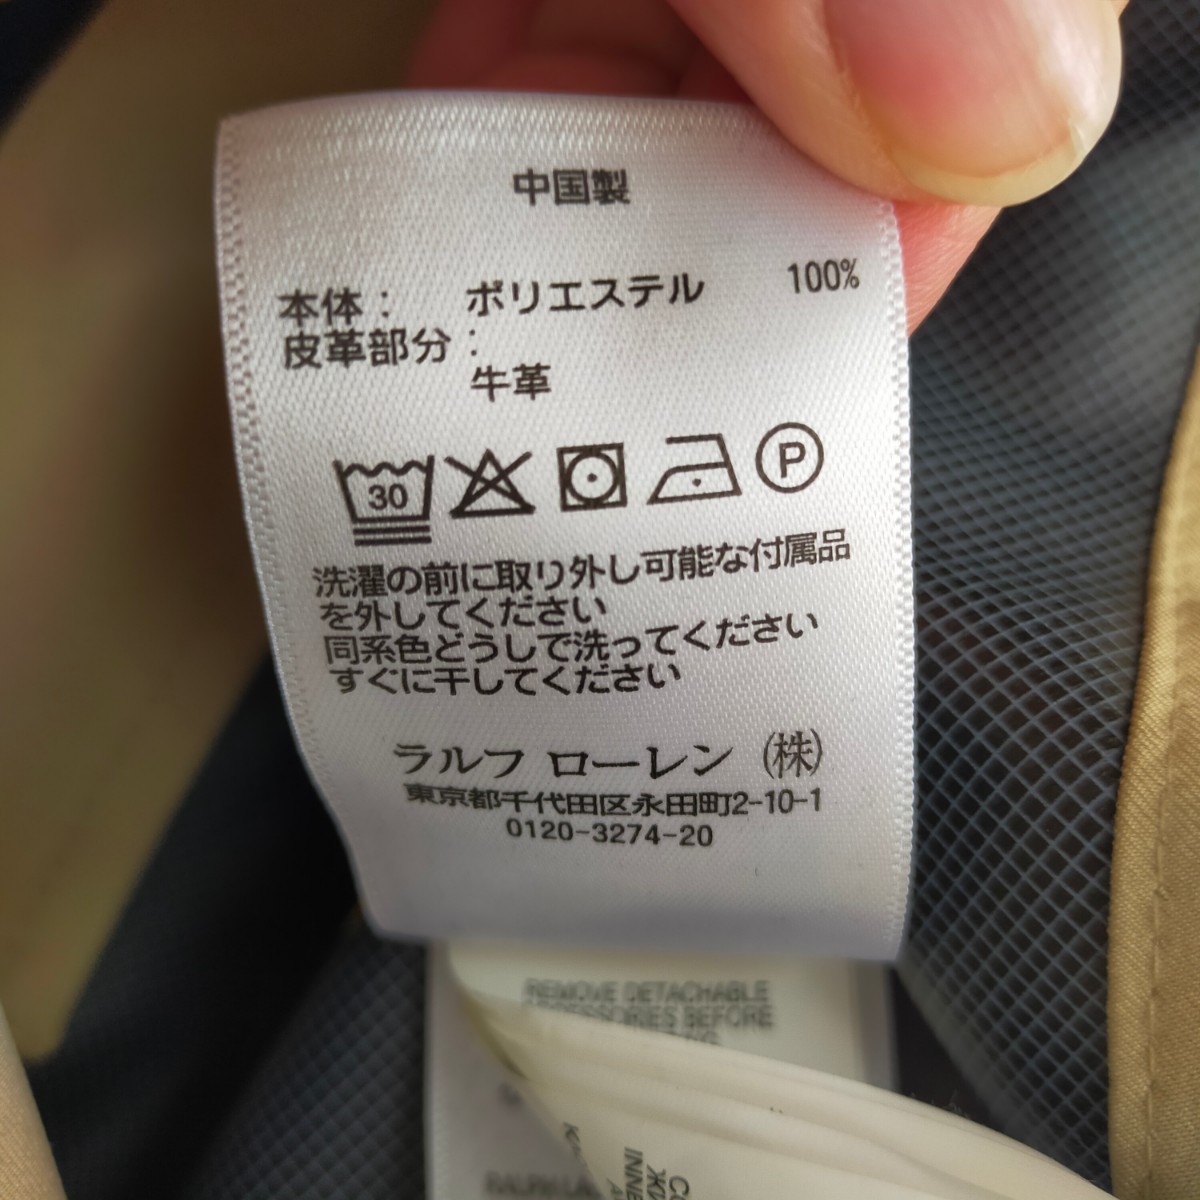 中国製
本体: ポリエステル 100%
皮革部分:
牛革
30 P
洗濯の前に取り外し可能な付属品
を外してください
同系色どうしで洗ってください
すぐに干してください
ラルフ ローレン (株)
東京都千代田区永田町2-10-1
0120-3274-20
REMOVE DETACHABLE
ACCESSORIES BEFORE